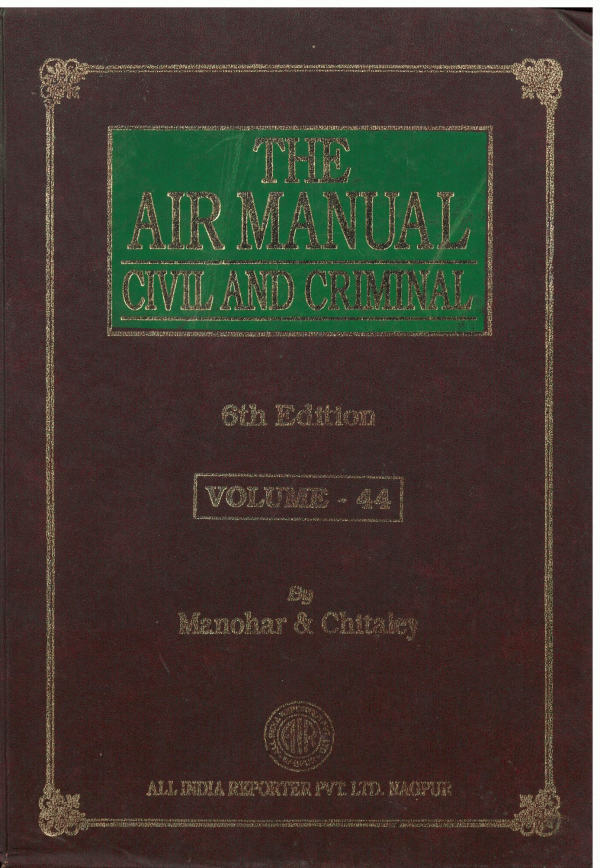 THE
AIR MANUAL
CIVIL AND CRIMINAL
6th Edition
VOLUME - 44
By
Manohar & Chitaley
AIR
ALL INDIA REPORTER PVT. LTD. NAGPUR